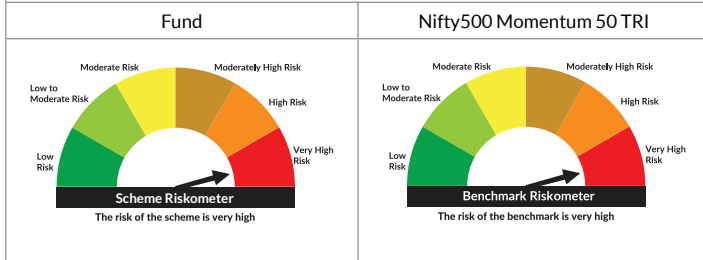 Fund
Moderate Risk
Moderately High Risk
Low to
Moderate Risk
High Risk
Low
Risk
Very High
Risk
Scheme Riskometer
The risk of the scheme is very high
Nifty500 Momentum 50 TRI
Moderate Risk
Moderately High Risk
Low to
Moderate Risk
High Risk
Low
Risk
Very High
Risk
Benchmark Riskometer
The risk of the benchmark is very high